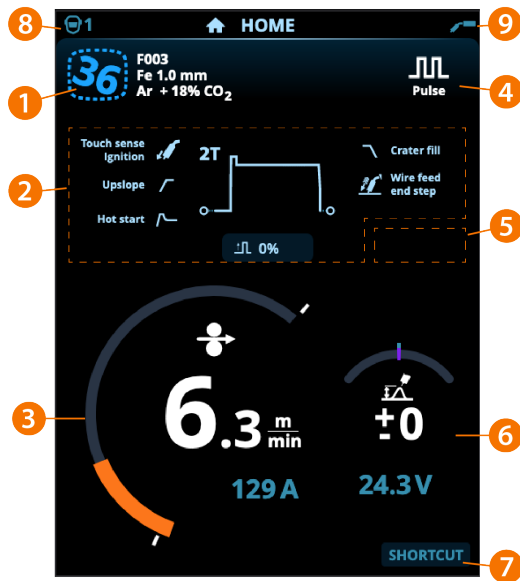 8
1
HOME
9
36
F003
Fe 1.0 mm
Ar + 18% CO2
Pulse
1
4
Touch sense
ignition
2T
Crater fill
2
Upslope
Wire feed
end step
Hot start
5
0%
3
6.3 m/min
±0
6
129 A
24.3 V
SHORTCUT
7